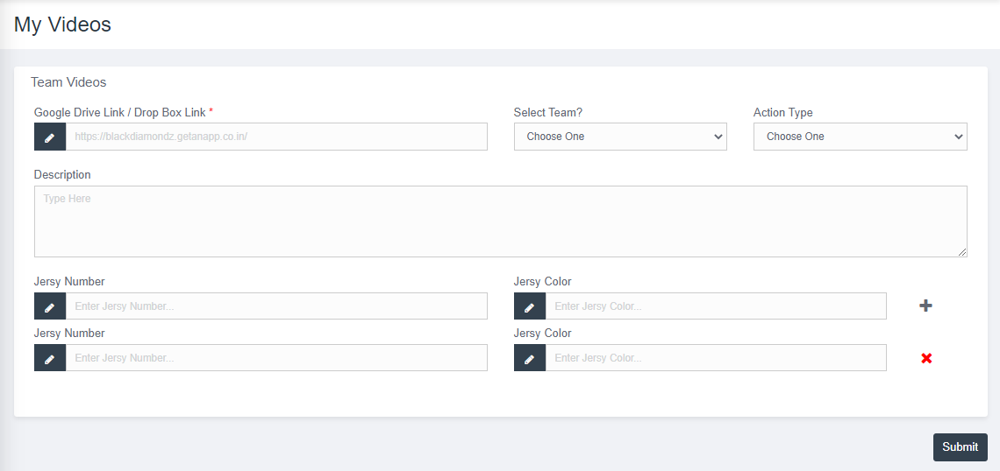 My Videos
Team Videos
Google Drive Link / Drop Box Link * Select Team? Action Type
https://blackdiamondz.getanapp.co.in/ Choose One Choose One
Description
Type Here
Jersy Number Jersy Color
Enter Jersy Number... Enter Jersy Color...
Jersy Number Jersy Color
Enter Jersy Number... Enter Jersy Color...
Submit